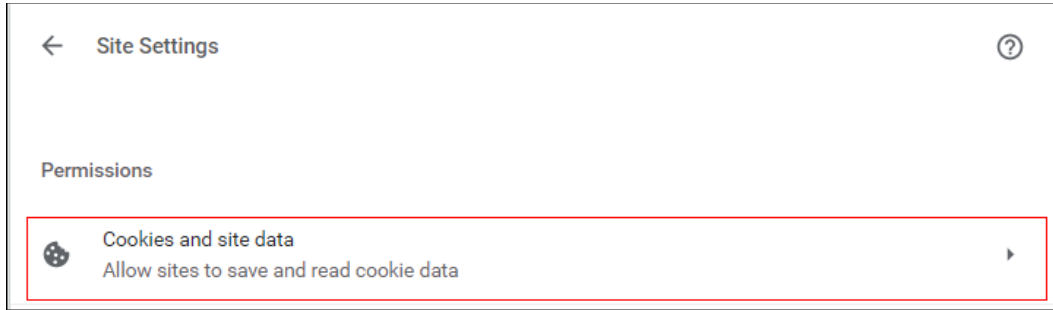 Site Settings
Permissions
Cookies and site data
Allow sites to save and read cookie data